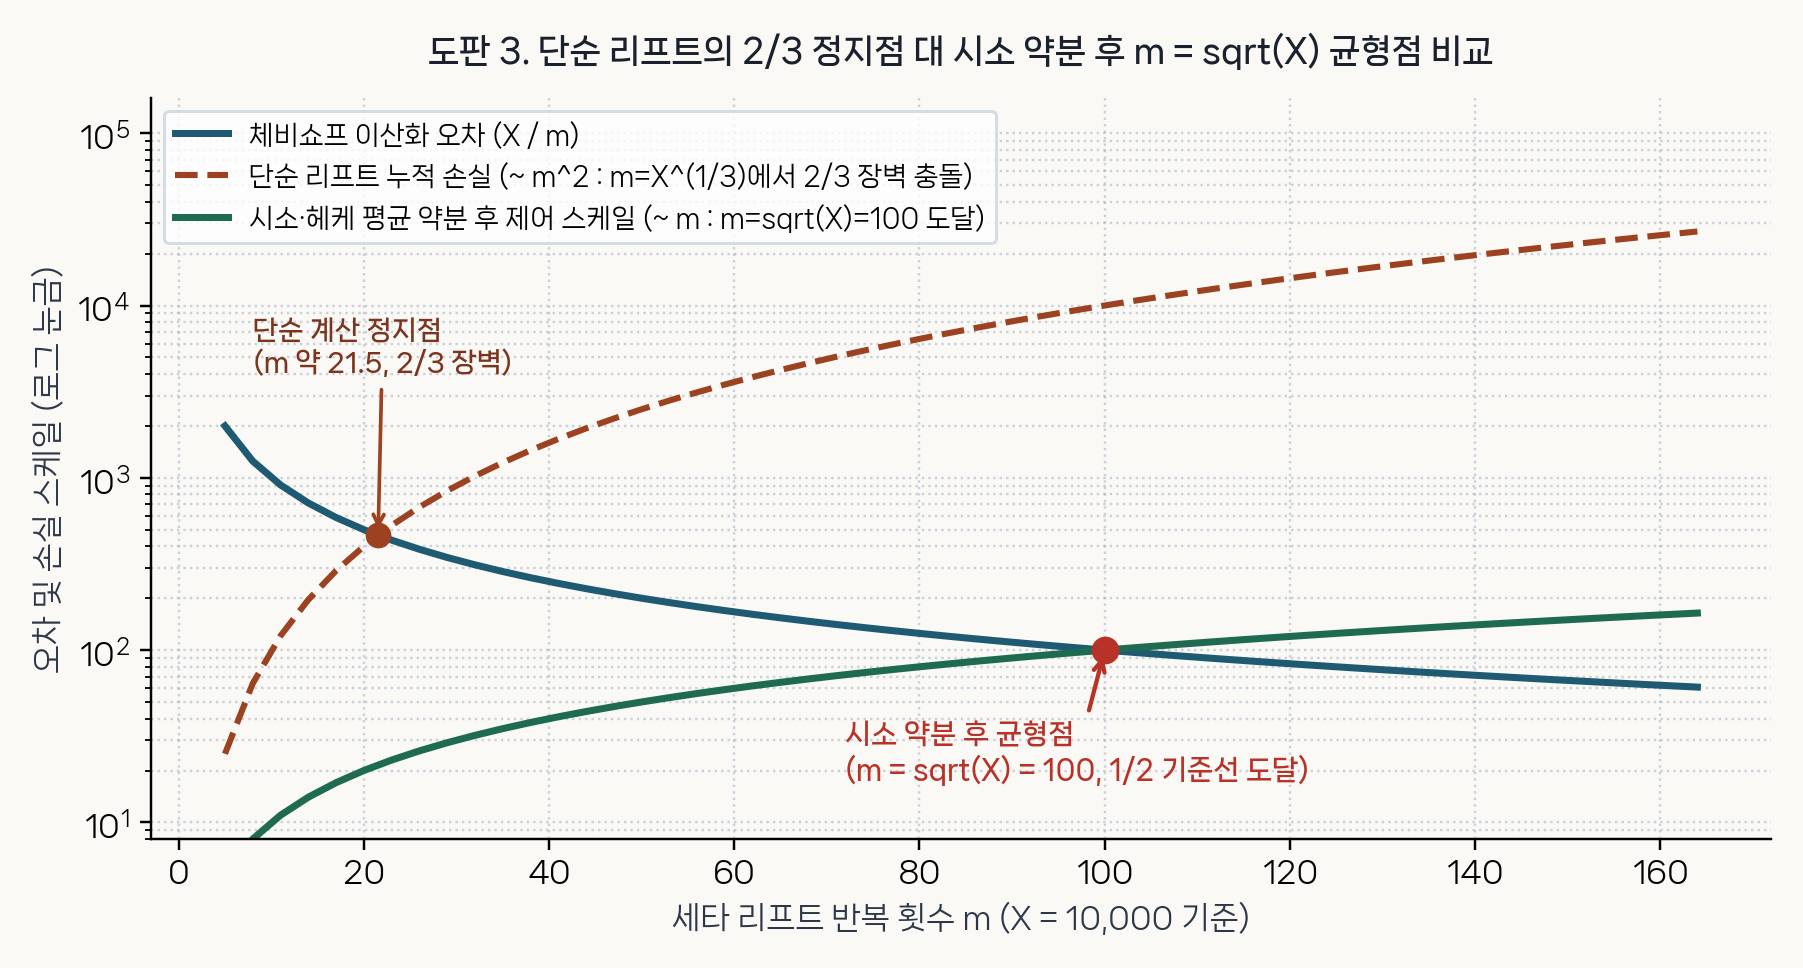 도판 3. 단순 리프트의 2/3 정지점 대 시소 약분 후 m = sqrt(X) 균형점 비교
체비쇼프 이산화 오차 (X / m)
단순 리프트 누적 손실 (~ m^2 : m=X^(1/3)에서 2/3 장벽 충돌)
시소·헤케 평균 약분 후 제어 스케일 (~ m : m=sqrt(X)=100 도달)
오차 및 손실 스케일 (로그 눈금)
10^5
10^4
10^3
10^2
10^1
단순 계산 정지점
(m 약 21.5, 2/3 장벽)
시소 약분 후 균형점
(m = sqrt(X) = 100, 1/2 기준선 도달)
0 20 40 60 80 100 120 140 160
세타 리프트 반복 횟수 m (X = 10,000 기준)